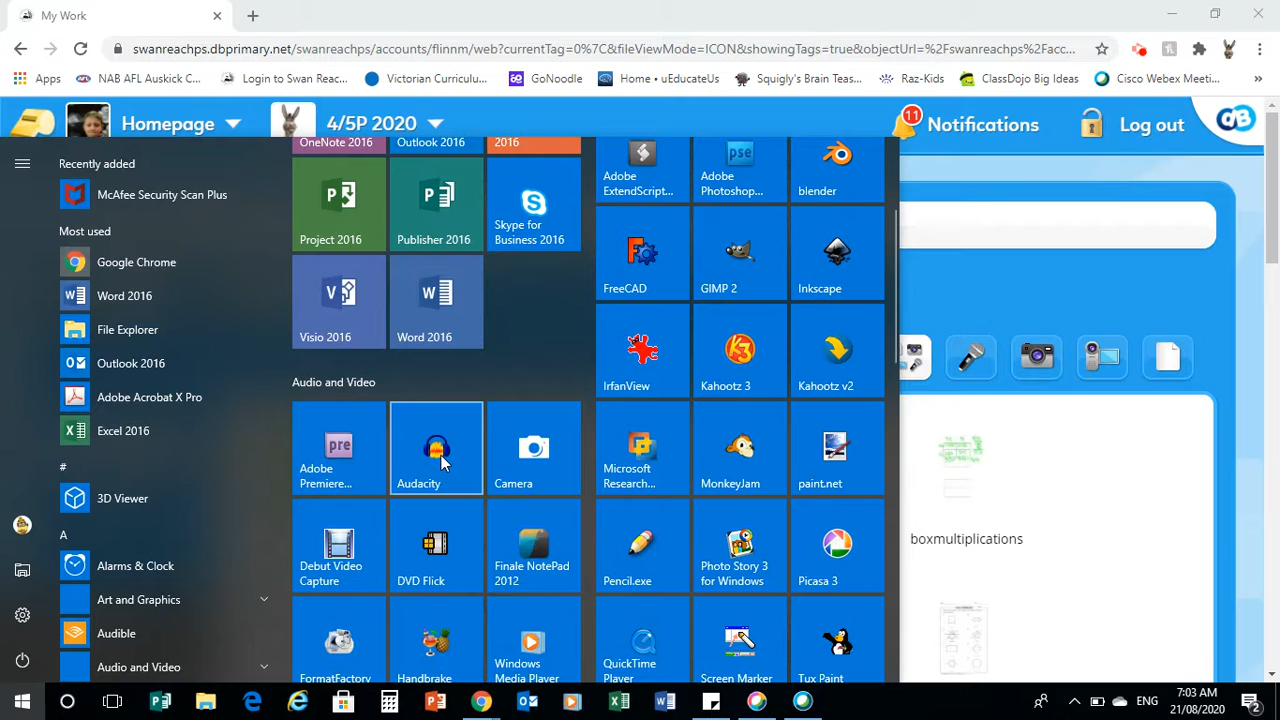 My Work
swanreachps.dbprimary.net/swanreachps/accounts/flinnm/web?currentTag=0%7C&fileViewMode=ICON&showingTags=true&objectUrl=%2Fswanreachps%2Facc...
Apps
NAB AFL Auskick C...
Login to Swan Reac...
Victorian Curriculu...
GoNoodle
Home • uEducateU...
Squigly's Brain Teas...
Raz-Kids
ClassDojo Big Ideas
Cisco Webex Meeti...
»
Homepage
4/5P 2020
11
Notifications
Log out
dB
Recently added
McAfee Security Scan Plus
Most used
Google Chrome
Word 2016
File Explorer
Outlook 2016
Adobe Acrobat X Pro
Excel 2016
#
3D Viewer
A
Alarms & Clock
Art and Graphics
Audible
Audio and Video
OneNote 2016
Outlook 2016
2016
Project 2016
Publisher 2016
Skype for
Business 2016
Visio 2016
Word 2016
Audio and Video
pre
Adobe
Premiere...
Audacity
Camera
Debut Video
Capture
DVD Flick
Finale NotePad
2012
FormatFactory
Handbrake
Windows
Media Player
Adobe
ExtendScript...
pse
Adobe
Photoshop...
blender
FreeCAD
GIMP 2
Inkscape
IrfanView
Kahootz 3
Kahootz v2
Microsoft
Research...
MonkeyJam
paint.net
Pencil.exe
Photo Story 3
for Windows
Picasa 3
QuickTime
Player
Screen Marker
Tux Paint
boxmultiplications
ENG
7:03 AM
21/08/2020
2